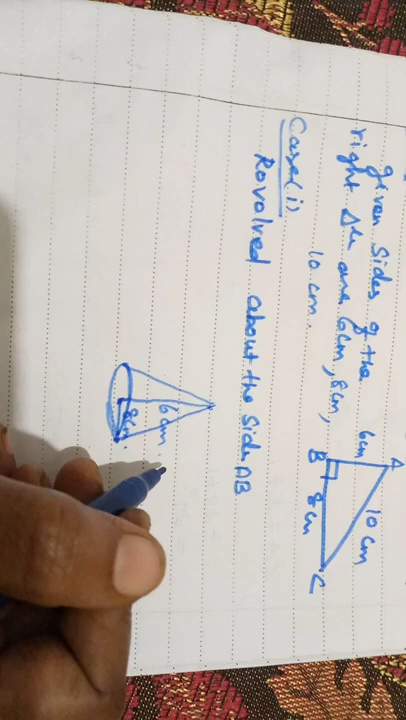 given Sides of the
right Δle are 6cm, 8cm,
10 cm.
A
6cm
10 cm
B
8cm
C
Case(i)
Revolved about the Side AB
6cm
8cm